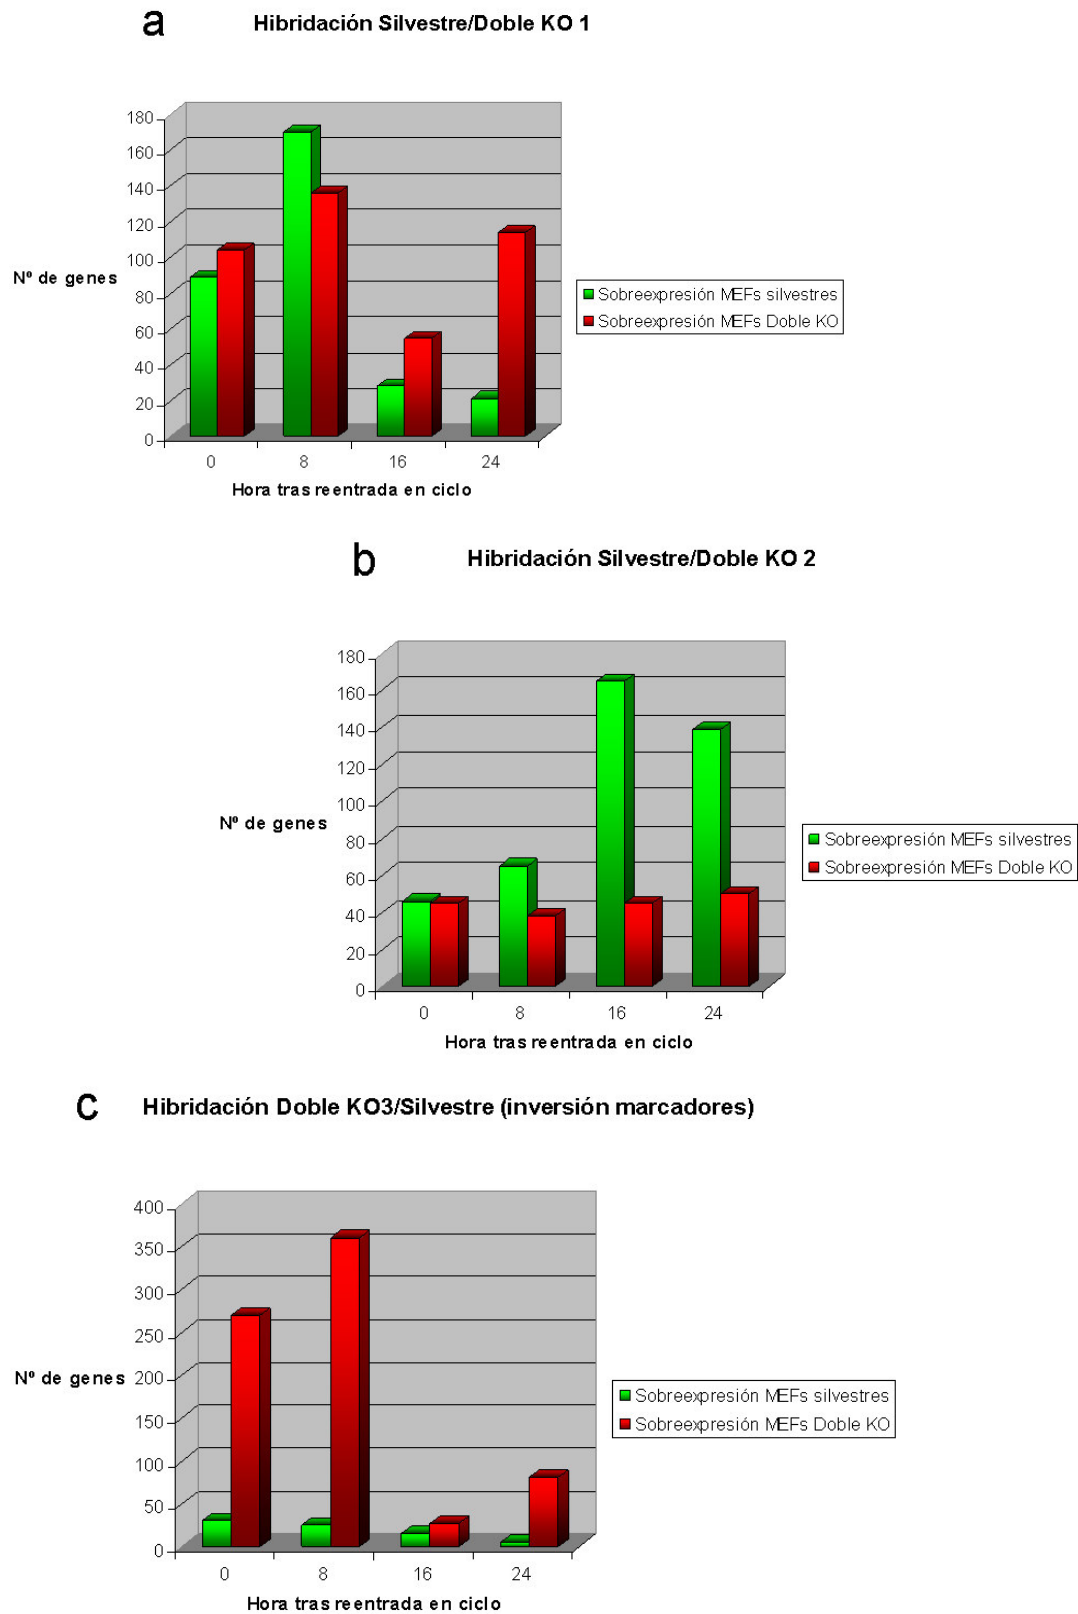 a
Hibridación Silvestre/Doble KO 1
180
160
140
120
100
80
60
40
20
0
Nº de genes
0 8 16 24
Hora tras reentrada en ciclo
Sobreexpresión MEFs silvestres
Sobreexpresión MEFs Doble KO
b
Hibridación Silvestre/Doble KO 2
180
160
140
120
100
80
60
40
20
0
Nº de genes
0 8 16 24
Hora tras reentrada en ciclo
Sobreexpresión MEFs silvestres
Sobreexpresión MEFs Doble KO
c
Hibridación Doble KO3/Silvestre (inversión marcadores)
400
350
300
250
200
150
100
50
0
Nº de genes
0 8 16 24
Hora tras reentrada en ciclo
Sobreexpresión MEFs silvestres
Sobreexpresión MEFs Doble KO